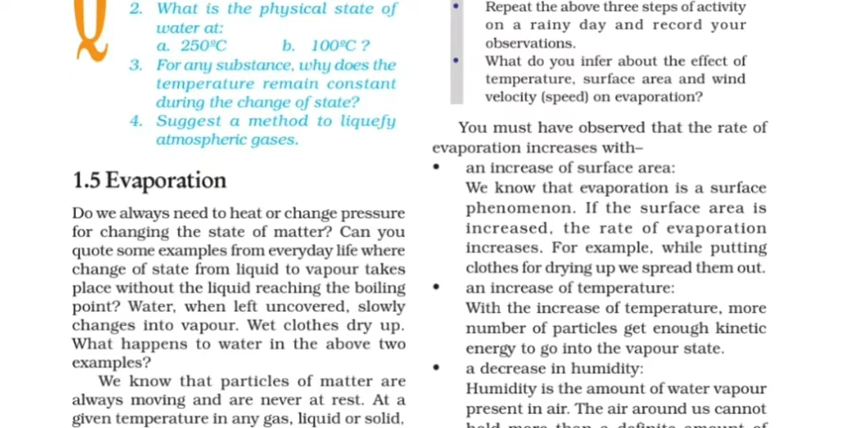 Q
2. What is the physical state of
water at:
a. 250ºC b. 100ºC ?
3. For any substance, why does the
temperature remain constant
during the change of state?
4. Suggest a method to liquefy
atmospheric gases.
1.5 Evaporation
Do we always need to heat or change pressure
for changing the state of matter? Can you
quote some examples from everyday life where
change of state from liquid to vapour takes
place without the liquid reaching the boiling
point? Water, when left uncovered, slowly
changes into vapour. Wet clothes dry up.
What happens to water in the above two
examples?
We know that particles of matter are
always moving and are never at rest. At a
given temperature in any gas, liquid or solid,
• Repeat the above three steps of activity
on a rainy day and record your
observations.
• What do you infer about the effect of
temperature, surface area and wind
velocity (speed) on evaporation?
You must have observed that the rate of
evaporation increases with–
• an increase of surface area:
We know that evaporation is a surface
phenomenon. If the surface area is
increased, the rate of evaporation
increases. For example, while putting
clothes for drying up we spread them out.
• an increase of temperature:
With the increase of temperature, more
number of particles get enough kinetic
energy to go into the vapour state.
• a decrease in humidity:
Humidity is the amount of water vapour
present in air. The air around us cannot
hold more than a definite amount of